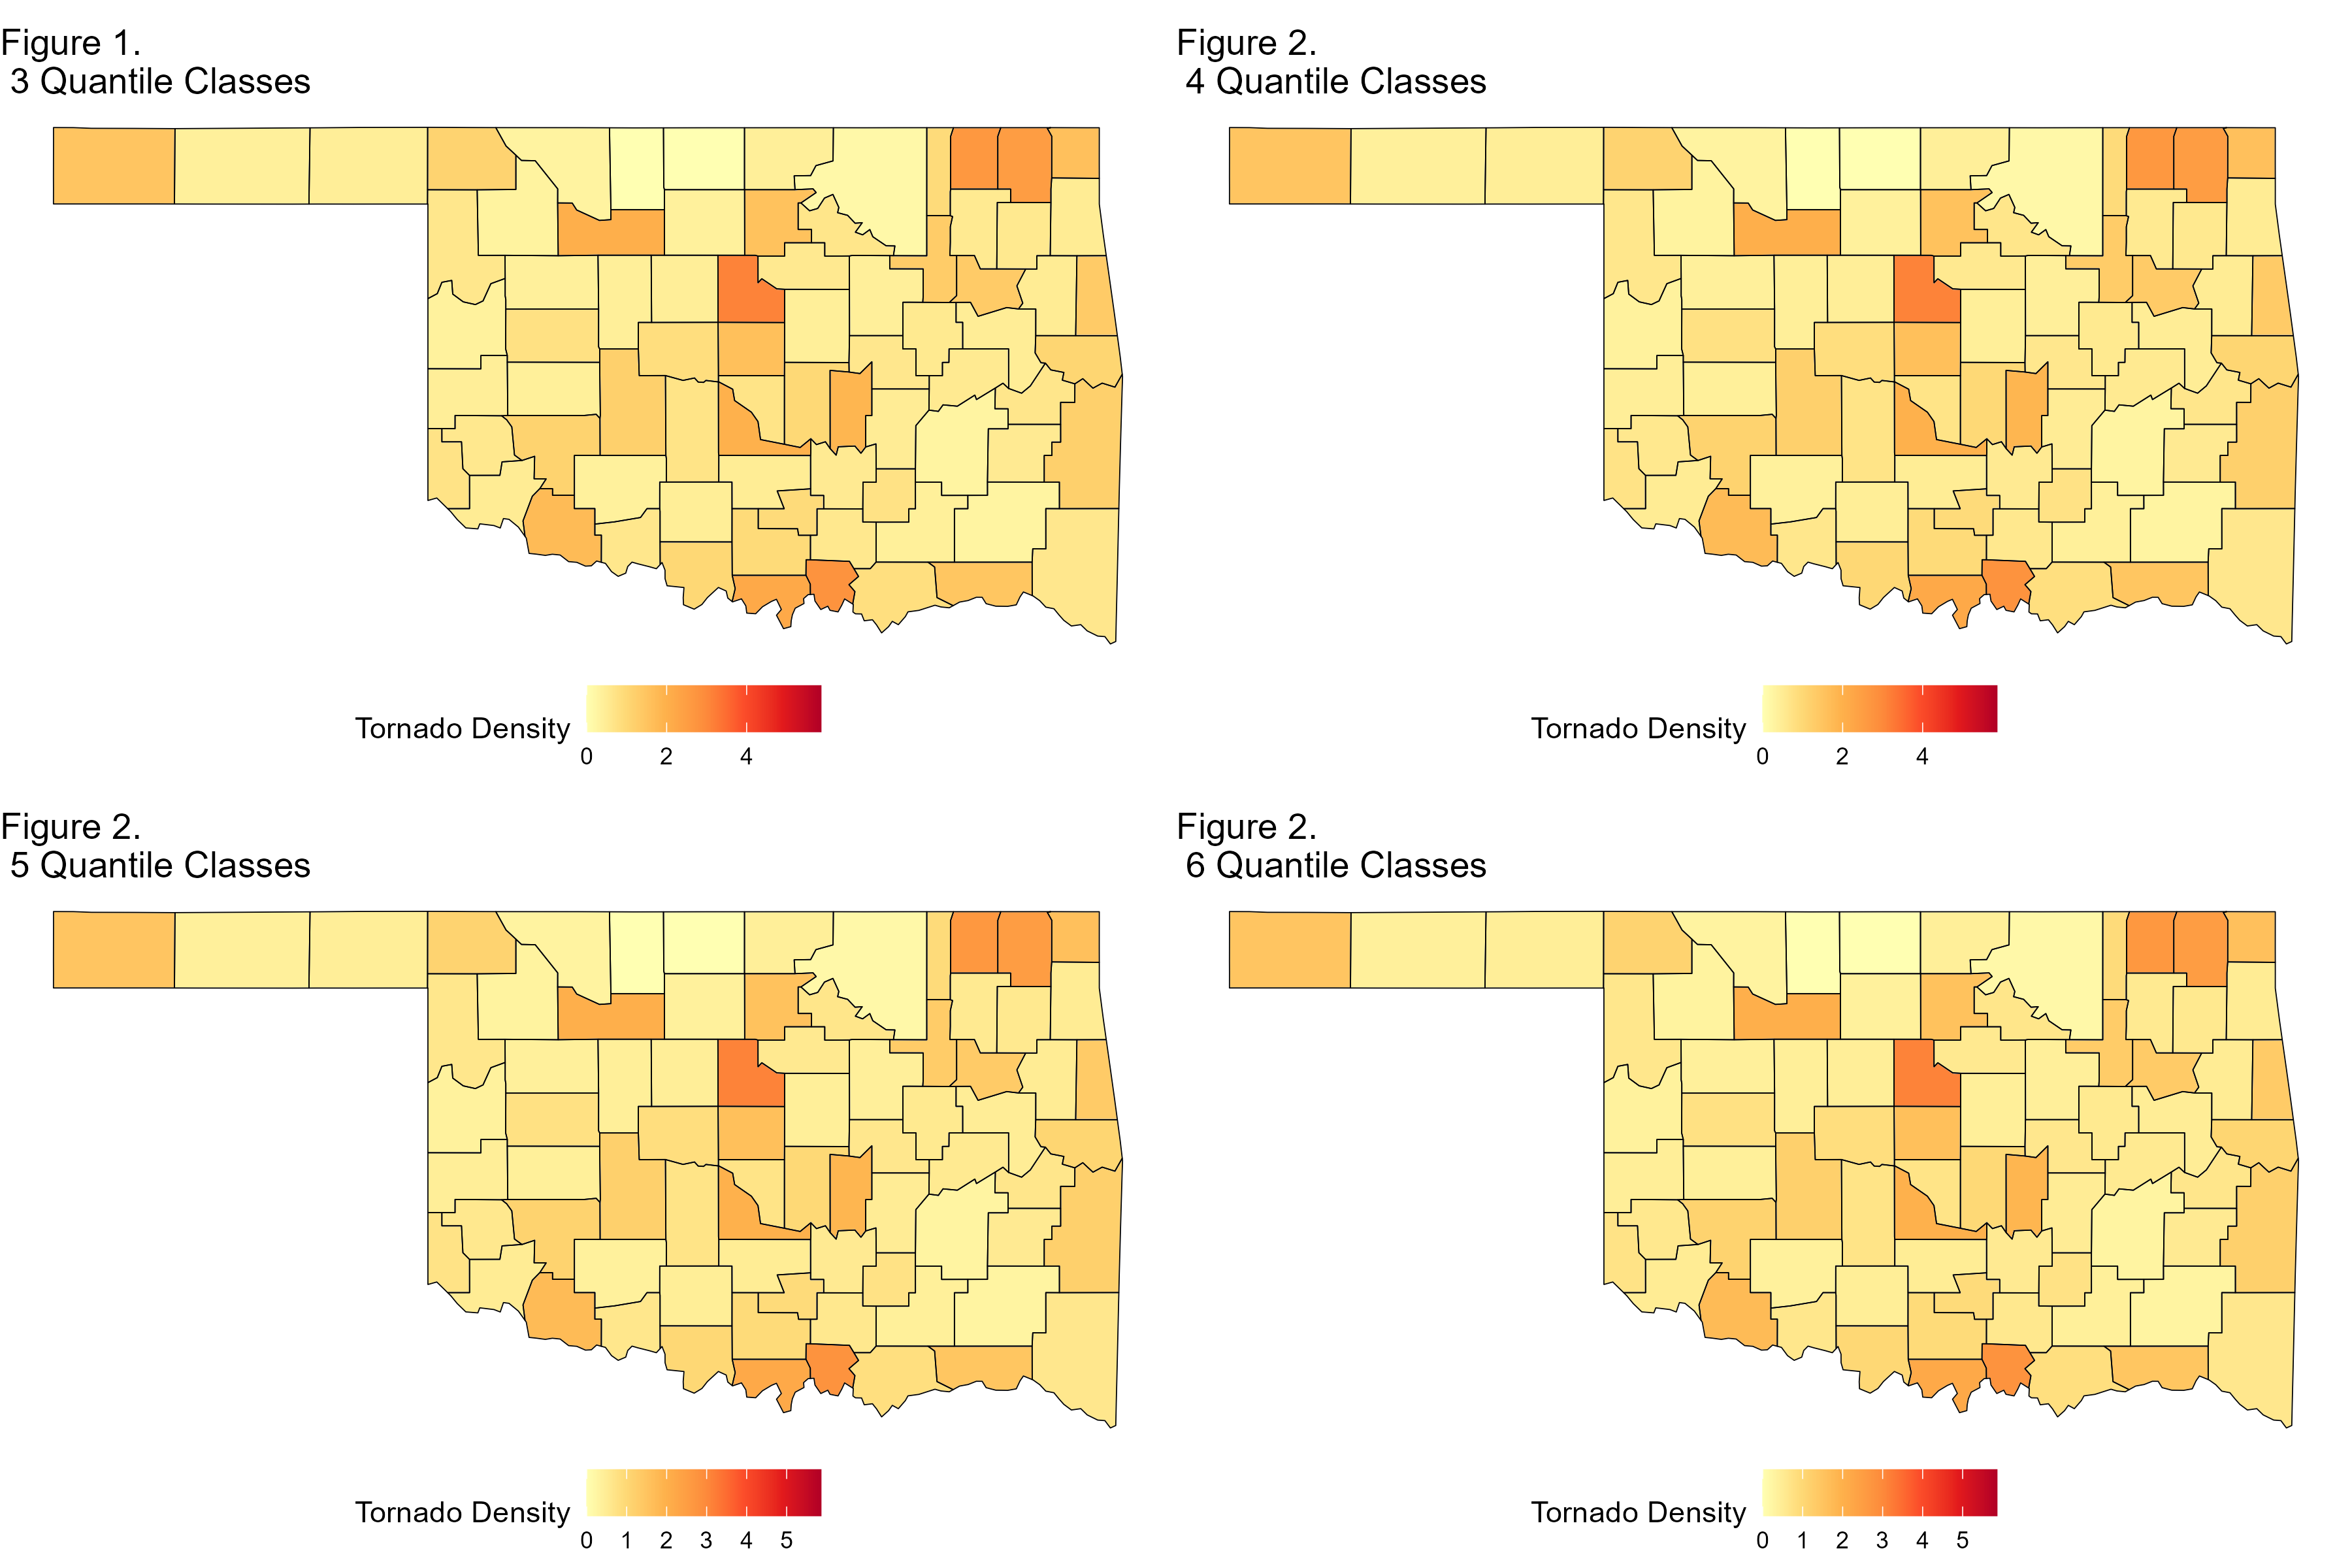 Figure 1.
3 Quantile Classes
Tornado Density
0 2 4
Figure 2.
4 Quantile Classes
Tornado Density
0 2 4
Figure 2.
5 Quantile Classes
Tornado Density
0 1 2 3 4 5
Figure 2.
6 Quantile Classes
Tornado Density
0 1 2 3 4 5